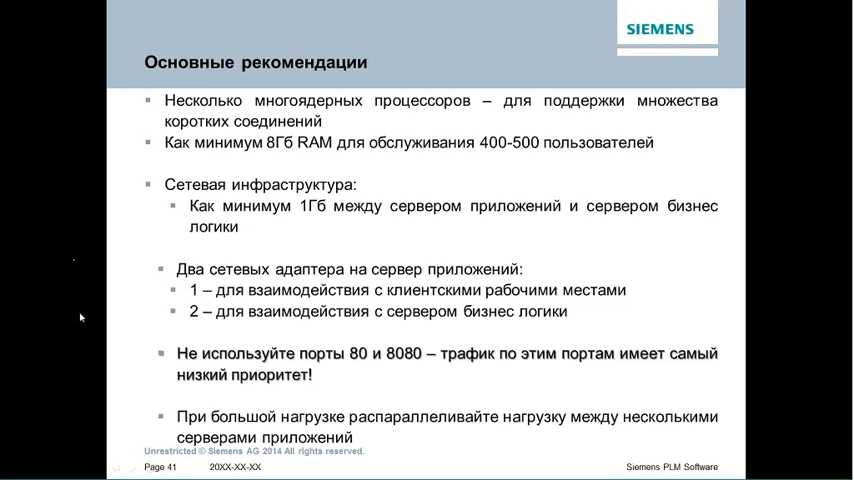 SIEMENS
Основные рекомендации
Несколько многоядерных процессоров – для поддержки множества
коротких соединений
Как минимум 8Гб RAM для обслуживания 400-500 пользователей
Сетевая инфраструктура:
Как минимум 1Гб между сервером приложений и сервером бизнес
логики
Два сетевых адаптера на сервер приложений:
1 – для взаимодействия с клиентскими рабочими местами
2 – для взаимодействия с сервером бизнес логики
Не используйте порты 80 и 8080 – трафик по этим портам имеет самый
низкий приоритет!
При большой нагрузке распараллеливайте нагрузку между несколькими
серверами приложений
Unrestricted © Siemens AG 2014 All rights reserved.
Page 41 20XX-XX-XX Siemens PLM Software